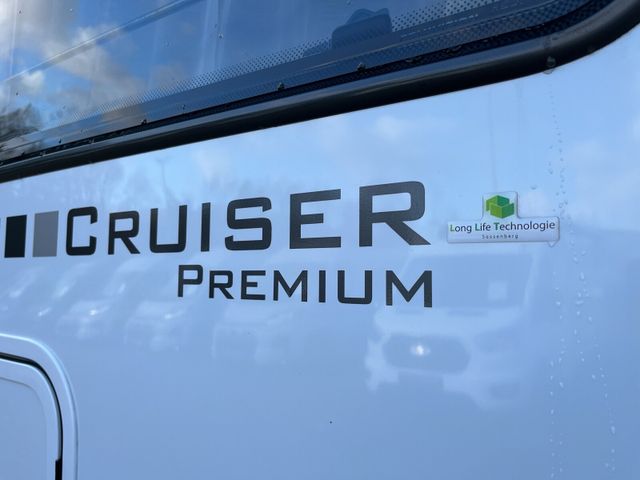 CRUISER
PREMIUM
Long Life Technologie
Sassenberg